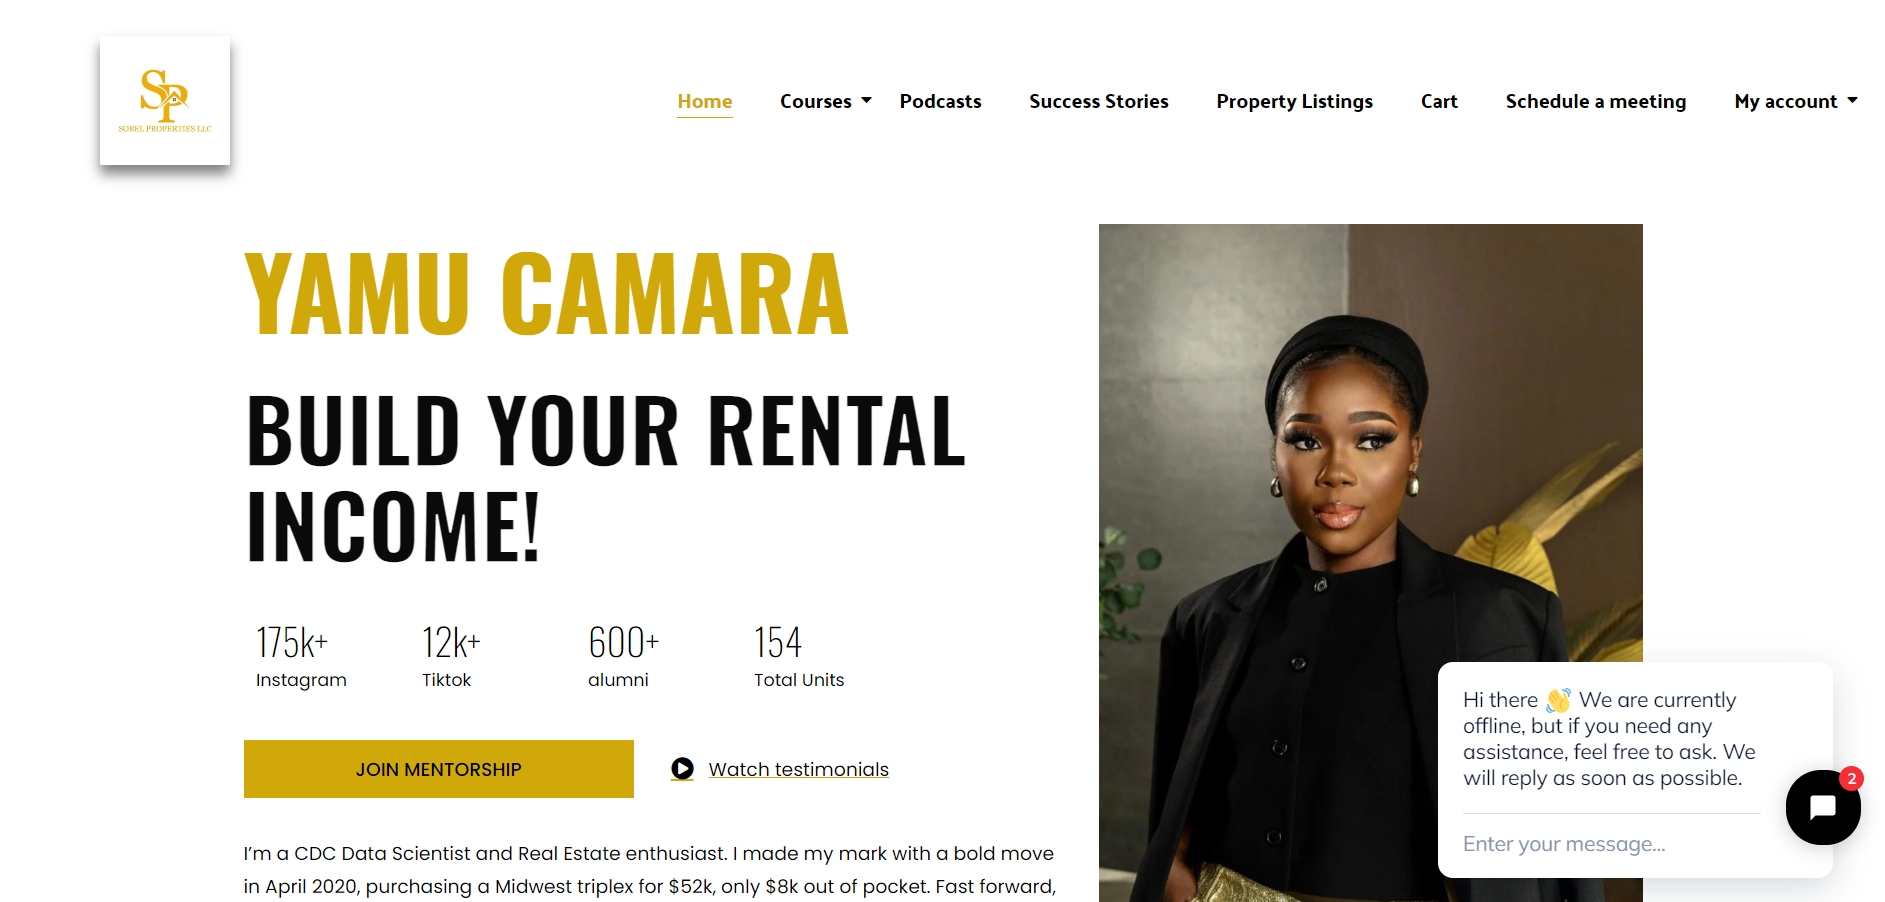 SP
SOBEL PROPERTIES LLC
Home
Courses
Podcasts
Success Stories
Property Listings
Cart
Schedule a meeting
My account
YAMU CAMARA
BUILD YOUR RENTAL
INCOME!
175k+
Instagram
12k+
Tiktok
600+
alumni
154
Total Units
JOIN MENTORSHIP
Watch testimonials
I'm a CDC Data Scientist and Real Estate enthusiast. I made my mark with a bold move
in April 2020, purchasing a Midwest triplex for $52k, only $8k out of pocket. Fast forward,
Hi there 👋 We are currently
offline, but if you need any
assistance, feel free to ask. We
will reply as soon as possible.
Enter your message...
2